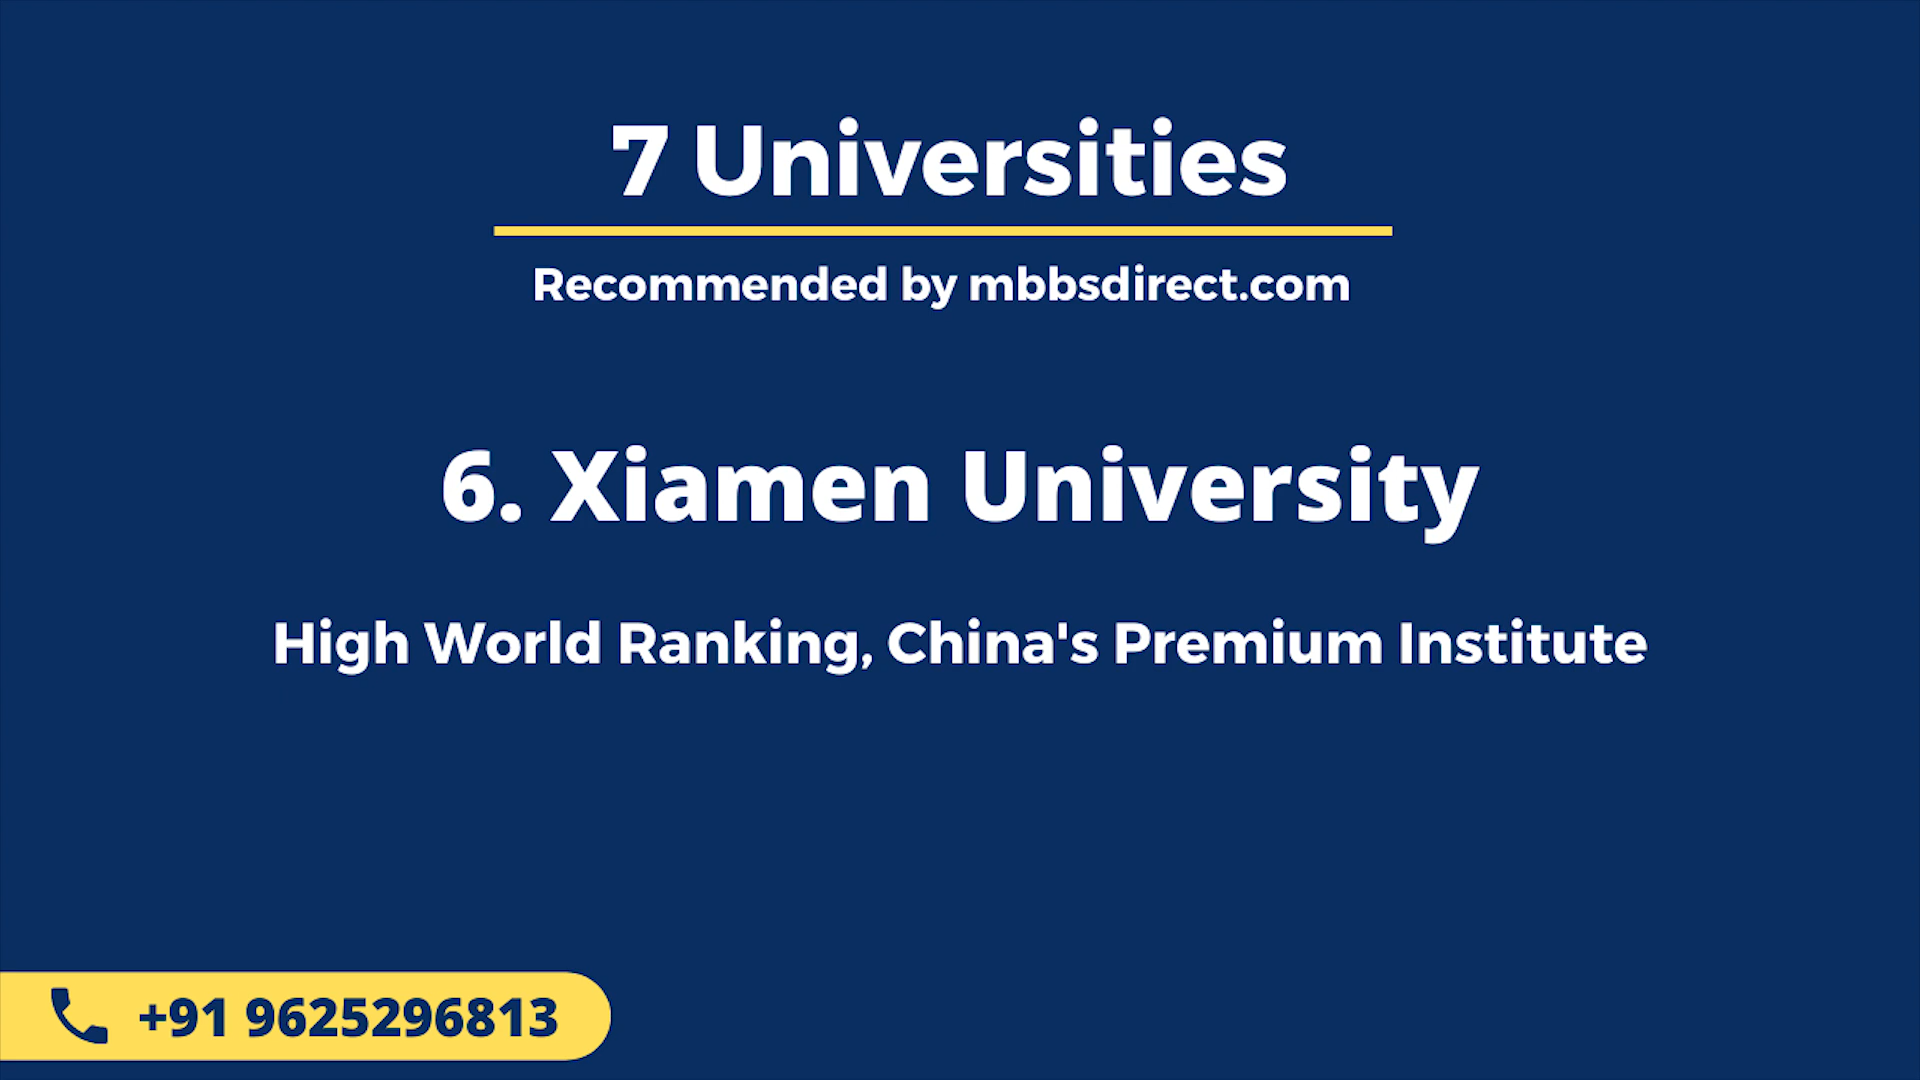 7 Universities
Recommended by mbbsdirect.com
6. Xiamen University
High World Ranking, China's Premium Institute
+91 9625296813